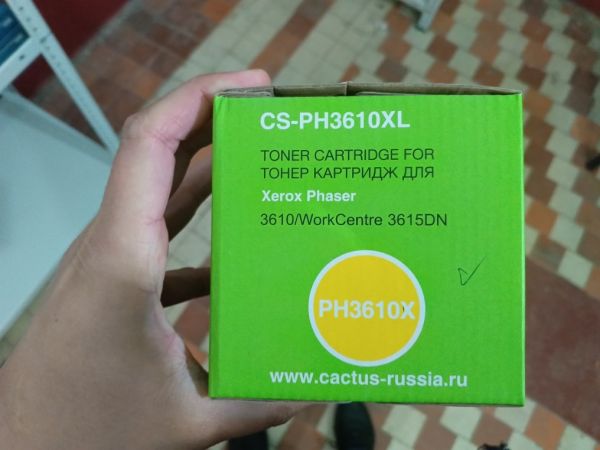 CS-PH3610XL
TONER CARTRIDGE FOR
ТОНЕР КАРТРИДЖ ДЛЯ
Xerox Phaser
3610/WorkCentre 3615DN
PH3610X
www.cactus-russia.ru